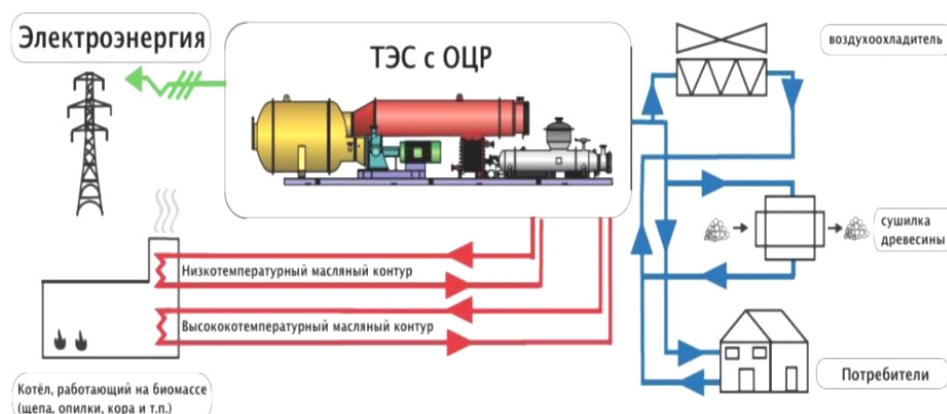 Электроэнергия
ТЭС с ОЦР
воздухоохладитель
сушилка
древесины
Низкотемпературный масляный контур
Высококотемпературный масляный контур
Потребители
Котёл, работающий на биомассе
(щепа, опилки, кора и т.п.)